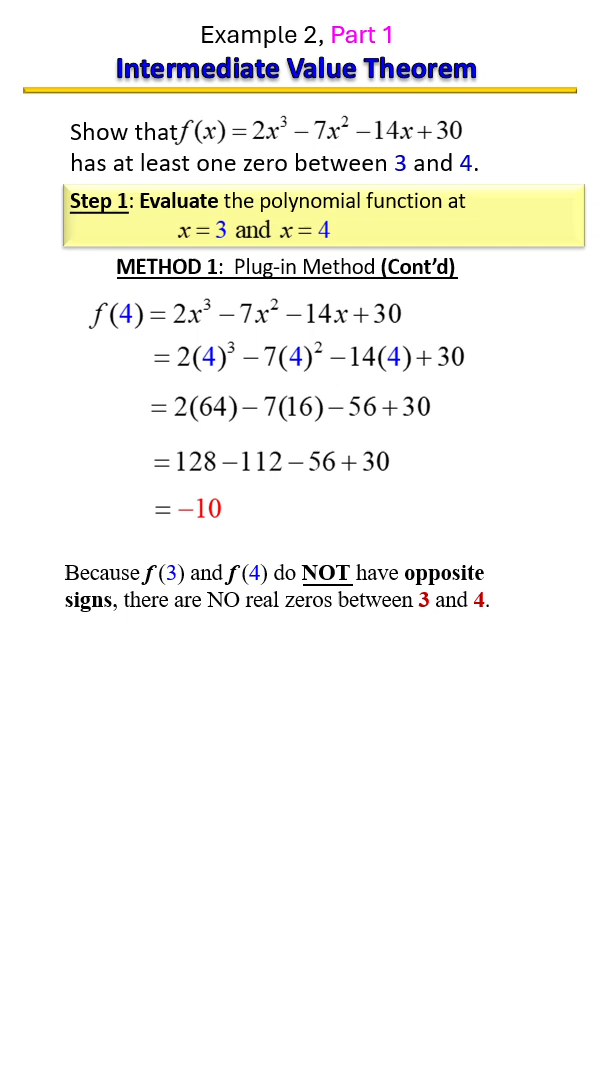 Example 2, Part 1
Intermediate Value Theorem
Show that f(x) = 2x³ – 7x² – 14x + 30
has at least one zero between 3 and 4.
Step 1: Evaluate the polynomial function at
x = 3 and x = 4
METHOD 1: Plug-in Method (Cont’d)
f(4) = 2x³ – 7x² – 14x + 30
= 2(4)³ – 7(4)² – 14(4) + 30
= 2(64) – 7(16) – 56 + 30
= 128 – 112 – 56 + 30
= –10
Because f(3) and f(4) do NOT have opposite
signs, there are NO real zeros between 3 and 4.